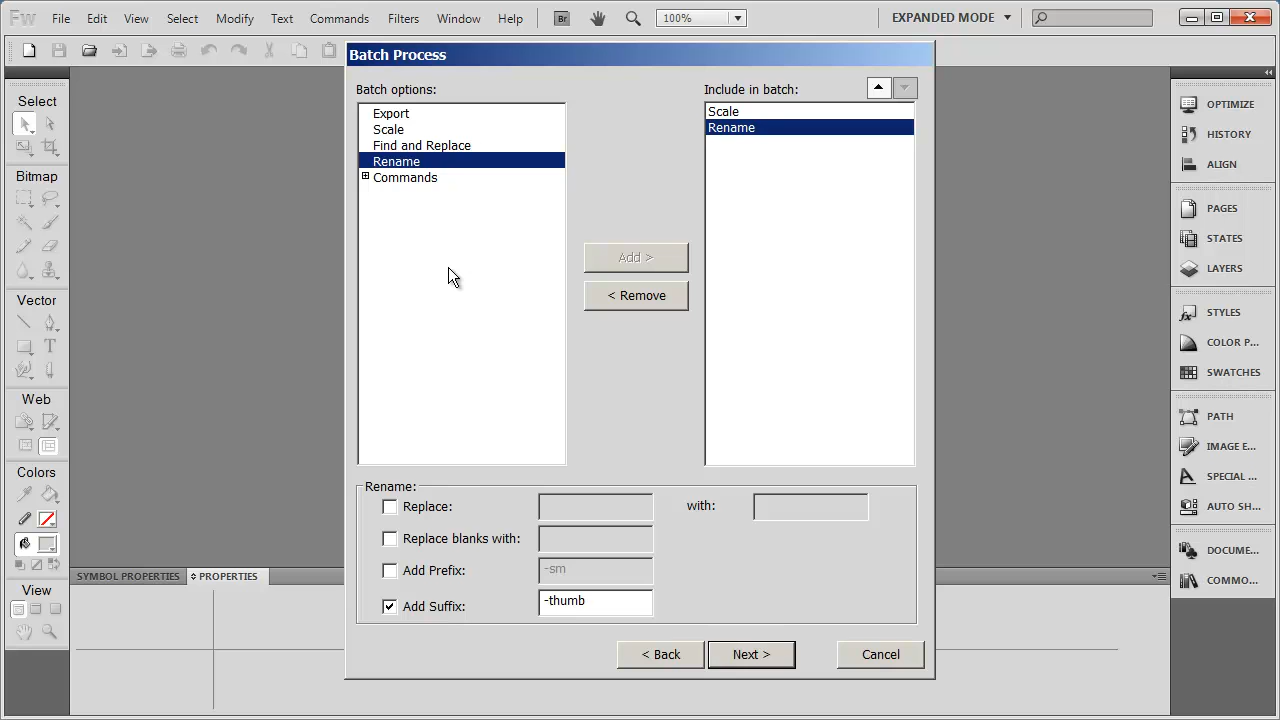 Fw File Edit View Select Modify Text Commands Filters Window Help Br 100% EXPANDED MODE
Batch Process
Batch options:
Export
Scale
Find and Replace
Rename
Commands
Add >
< Remove
Include in batch:
Scale
Rename
Rename:
Replace: with:
Replace blanks with:
Add Prefix: -sm
Add Suffix: -thumb
< Back Next > Cancel
Select
Bitmap
Vector
Web
Colors
View
SYMBOL PROPERTIES PROPERTIES
OPTIMIZE
HISTORY
ALIGN
PAGES
STATES
LAYERS
STYLES
COLOR P...
SWATCHES
PATH
IMAGE E...
SPECIAL ...
AUTO SH...
DOCUME...
COMMO...